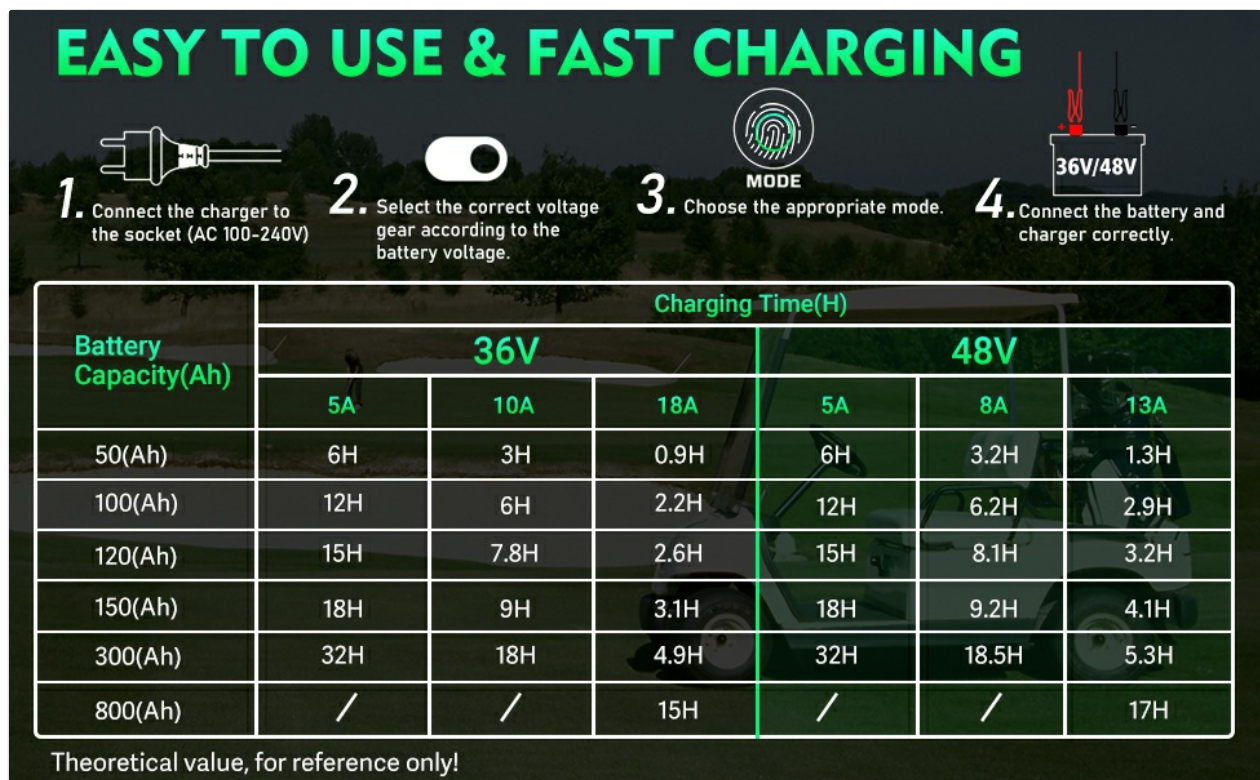 EASY TO USE & FAST CHARGING
1. Connect the charger to
the socket (AC 100-240V)
2. Select the correct voltage
gear according to the
battery voltage.
MODE
3. Choose the appropriate mode.
+ -
36V/48V
4. Connect the battery and
charger correctly.
Battery
Capacity(Ah)
Charging Time(H)
36V 48V
5A 10A 18A 5A 8A 13A
50(Ah) 6H 3H 0.9H 6H 3.2H 1.3H
100(Ah) 12H 6H 2.2H 12H 6.2H 2.9H
120(Ah) 15H 7.8H 2.6H 15H 8.1H 3.2H
150(Ah) 18H 9H 3.1H 18H 9.2H 4.1H
300(Ah) 32H 18H 4.9H 32H 18.5H 5.3H
800(Ah) / / 15H / / 17H
Theoretical value, for reference only!